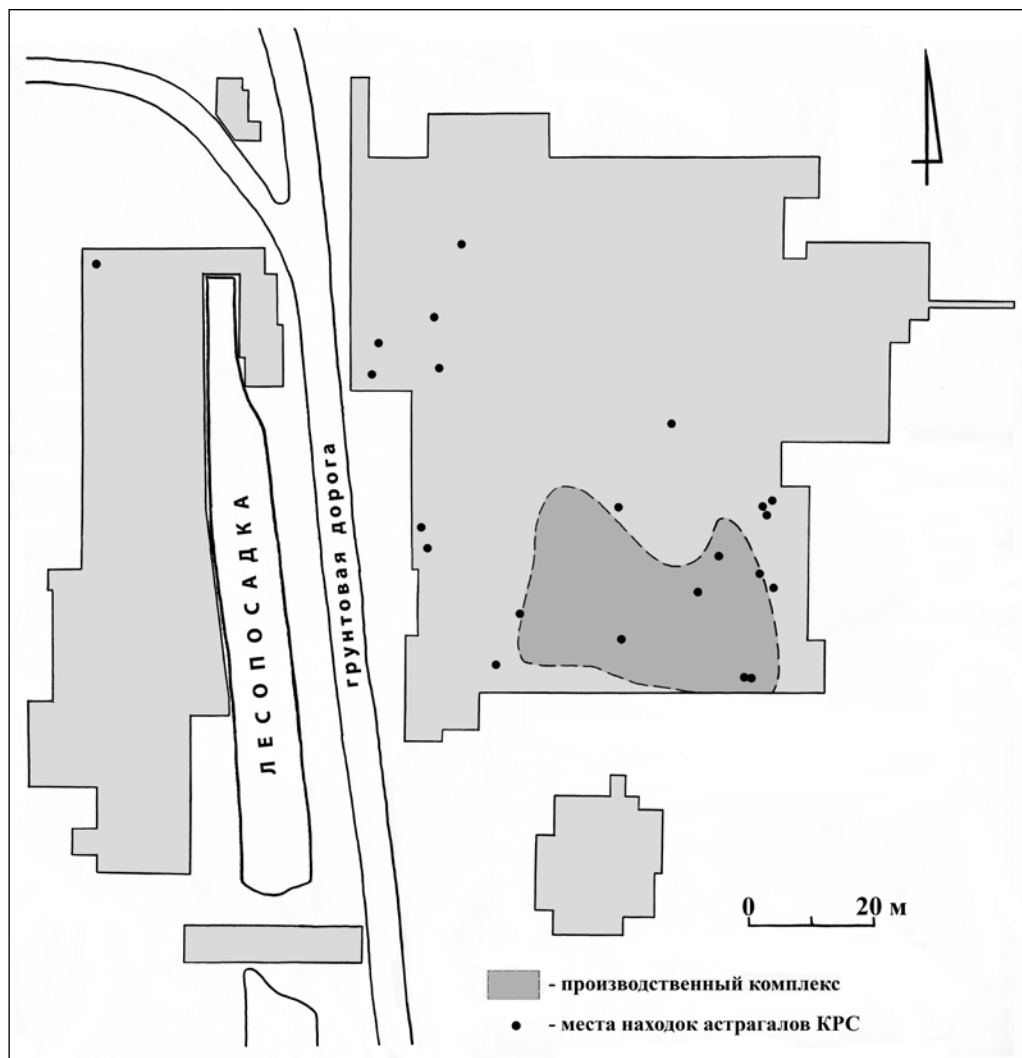 ЛЕСОПОСАДКА
грунтовая дорога
0 20 м
- производственный комплекс
- места находок астрагалов КРС